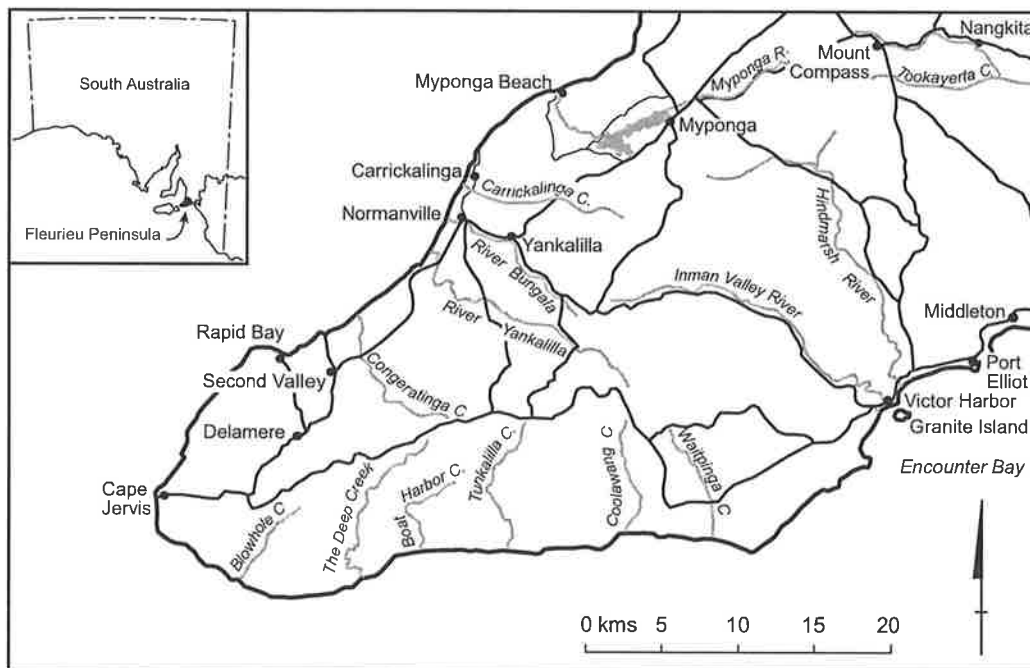 South Australia
Fleurieu Peninsula
Nangkita
Mount
Compass
Tookayerta C.
Myponga R.
Myponga Beach
Myponga
Carrickalinga
Carrickalinga C.
Normanville
Yankalilla
River Bungala
River Yankalilla
Hindmarsh River
Inman Valley River
Middleton
Rapid Bay
Port
Elliot
Second Valley
Congeratinga C
Victor Harbor
Granite Island
Delamere
Encounter Bay
Cape
Jervis
Blowhole C
The Deep Creek
Boat Harbor C.
Tunkalilla C.
Coolawang C
Waitpinga C
0 kms 5 10 15 20